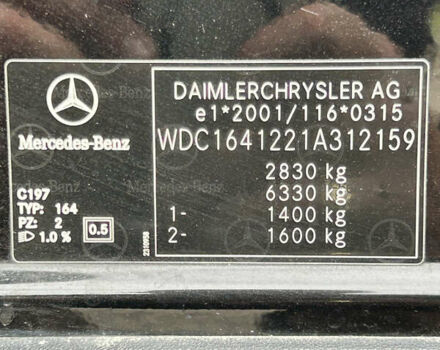 DAIMLERCHRYSLER AG
e1*2001/116*0315
WDC1641221A312159
2830 kg
6330 kg
1- 1400 kg
2- 1600 kg
Mercedes-Benz
C197
TYP: 164
PZ: 2
1.0 %
0.5
2310958